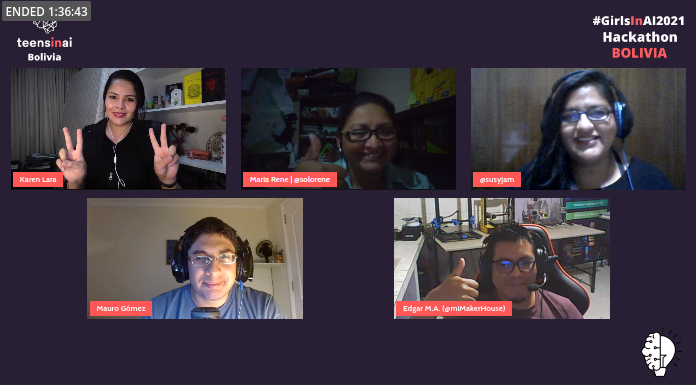 ENDED 1:36:43
teensinai
Bolivia
#GirlsInAI2021
Hackathon
BOLIVIA
Karen Lara
Maria Rene | @solorene
@susyjam
Mauro Gómez
Edgar M.A. (@miMakerHouse)